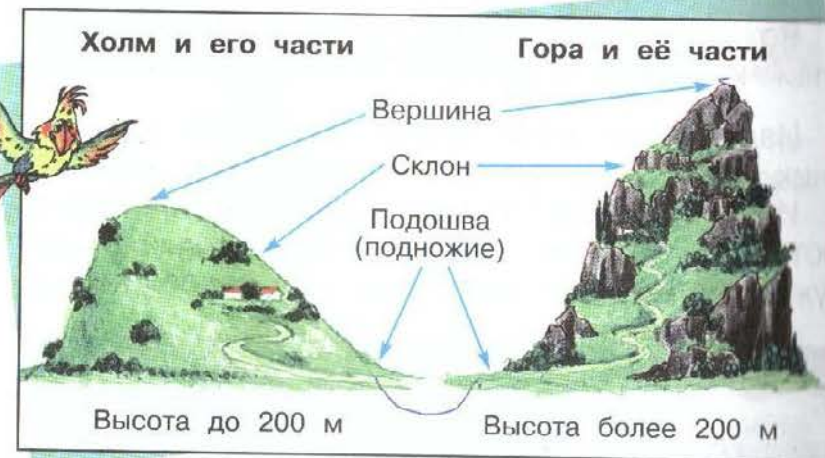 Холм и его части
Гора и её части
Вершина
Склон
Подошва
(подножие)
Высота до 200 м
Высота более 200 м